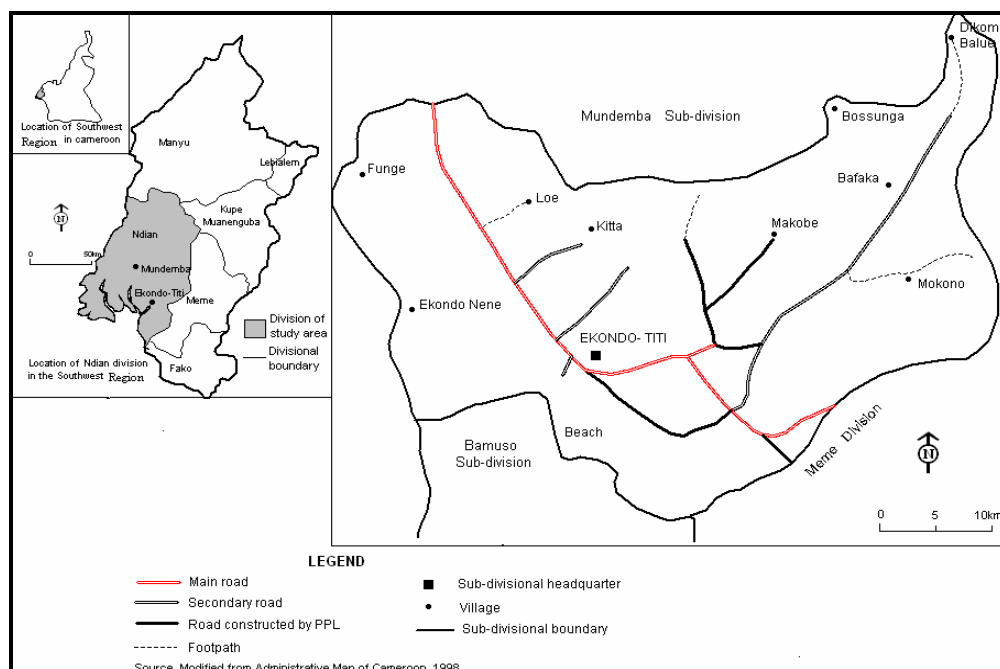 Location of Southwest
Region in cameroon
Manyu
Lebialem
Kupe
Muanenguba
N
0 50km
Ndian
Mundemba
Ekondo-Titi
Meme
Fako
Division of
study area
Divisional
boundary
Location of Ndian division
in the Southwest Region
Dikom
Balue
Mundemba Sub-division
Bossunga
Funge
Bafaka
Loe
Kitta
Makobe
Mokono
Ekondo Nene
EKONDO- TITI
Beach
Bamuso
Sub-division
Meme Division
N
0 5 10km
LEGEND
Main road
Secondary road
Road constructed by PPL
Footpath
Sub-divisional headquarter
Village
Sub-divisional boundary
Source. Modified from Administrative Map of Cameroon, 1998